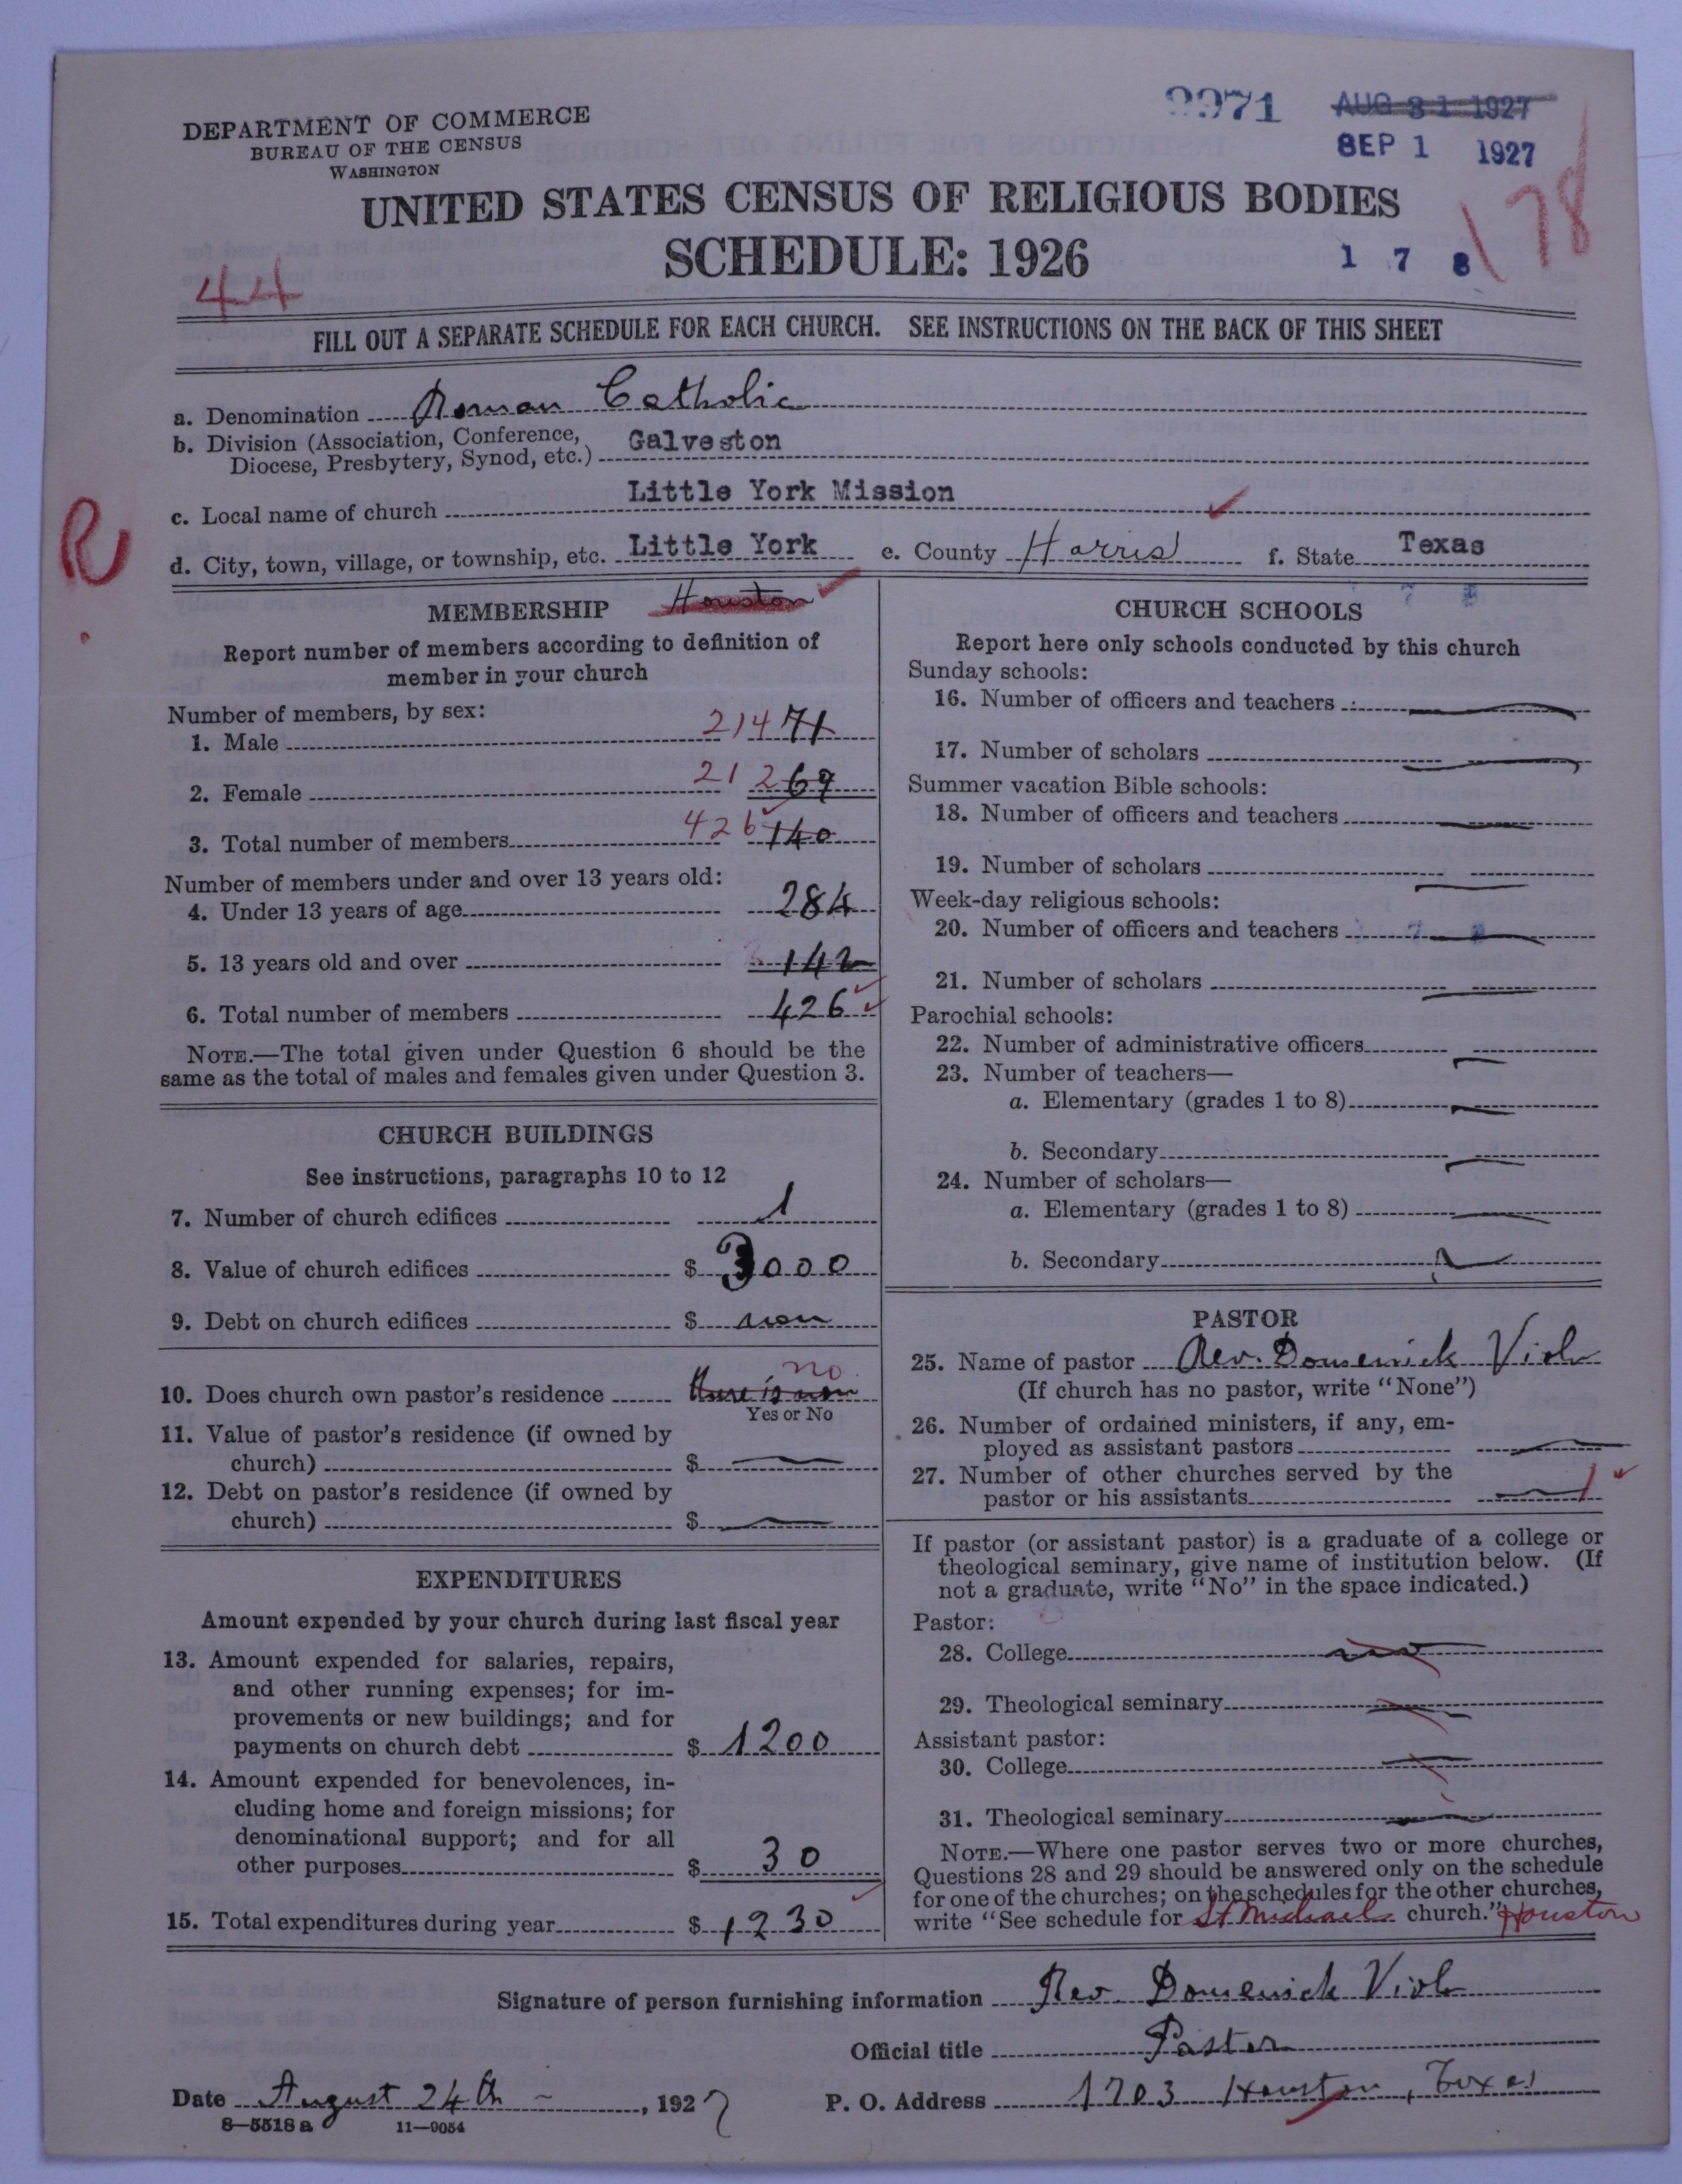 DEPARTMENT OF COMMERCE
BUREAU OF THE CENSUS
WASHINGTON
9971
AUG 31 1927
SEP 1 1927
UNITED STATES CENSUS OF RELIGIOUS BODIES
SCHEDULE: 1926
1 7 8
178
44
FILL OUT A SEPARATE SCHEDULE FOR EACH CHURCH. SEE INSTRUCTIONS ON THE BACK OF THIS SHEET
a. Denomination Roman Catholic
b. Division (Association, Conference, Diocese, Presbytery, Synod, etc.) Galveston
c. Local name of church Little York Mission
R
d. City, town, village, or township, etc. Little York e. County Harris f. State Texas
Houston
MEMBERSHIP
Report number of members according to definition of
member in your church
Number of members, by sex:
1. Male 214 71
2. Female 212 69
3. Total number of members 426 140
Number of members under and over 13 years old:
4. Under 13 years of age 284
5. 13 years old and over 142
6. Total number of members 426
NOTE.—The total given under Question 6 should be the
same as the total of males and females given under Question 3.
CHURCH BUILDINGS
See instructions, paragraphs 10 to 12
7. Number of church edifices 1
8. Value of church edifices $ 3000
9. Debt on church edifices $ non
10. Does church own pastor's residence there is non no
Yes or No
11. Value of pastor's residence (if owned by
church) $ —
12. Debt on pastor's residence (if owned by
church) $ —
EXPENDITURES
Amount expended by your church during last fiscal year
13. Amount expended for salaries, repairs,
and other running expenses; for im-
provements or new buildings; and for
payments on church debt $ 1200
14. Amount expended for benevolences, in-
cluding home and foreign missions; for
denominational support; and for all
other purposes $ 30
15. Total expenditures during year $ 1230
CHURCH SCHOOLS
Report here only schools conducted by this church
Sunday schools:
16. Number of officers and teachers —
17. Number of scholars —
Summer vacation Bible schools:
18. Number of officers and teachers —
19. Number of scholars —
Week-day religious schools:
20. Number of officers and teachers —
21. Number of scholars —
Parochial schools:
22. Number of administrative officers —
23. Number of teachers—
a. Elementary (grades 1 to 8) —
b. Secondary —
24. Number of scholars—
a. Elementary (grades 1 to 8) —
b. Secondary —
PASTOR
25. Name of pastor Rev. Domenick Viola
(If church has no pastor, write "None")
26. Number of ordained ministers, if any, em-
ployed as assistant pastors —
27. Number of other churches served by the
pastor or his assistants — 1
If pastor (or assistant pastor) is a graduate of a college or
theological seminary, give name of institution below. (If
not a graduate, write "No" in the space indicated.)
Pastor:
28. College no
29. Theological seminary —
Assistant pastor:
30. College —
31. Theological seminary —
NOTE.—Where one pastor serves two or more churches,
Questions 28 and 29 should be answered only on the schedule
for one of the churches; on the schedules for the other churches,
write "See schedule for St Michaels church." Houston
Signature of person furnishing information Rev. Domenick Viola
Official title Pastor
Date August 24th, 1927 P. O. Address 1703 Houston, Texas
8—5518a 11—9054